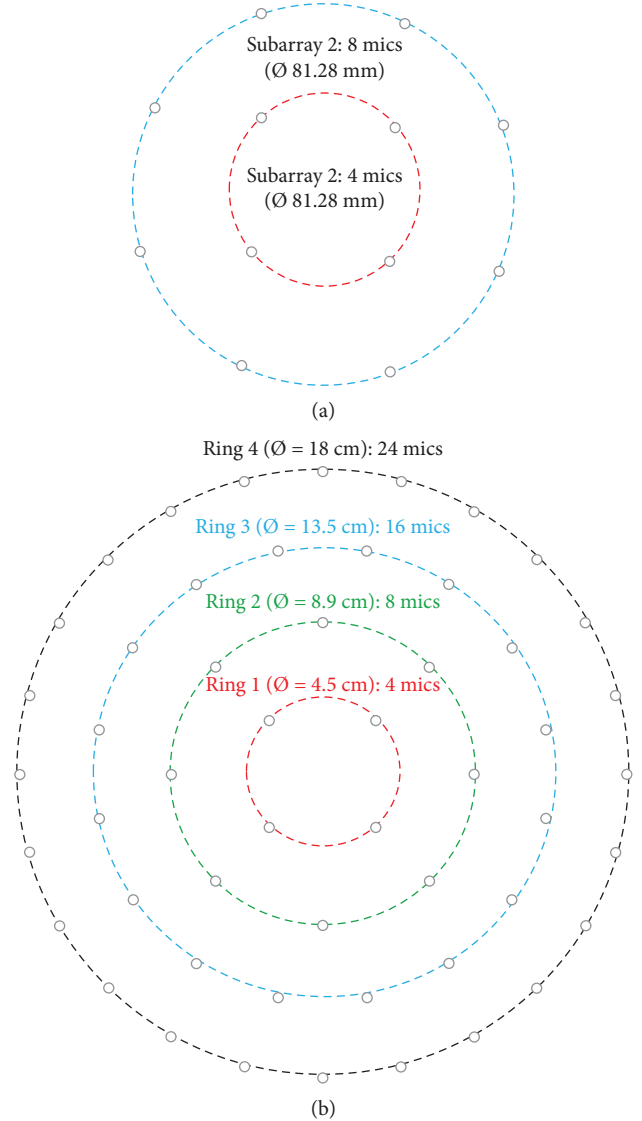 Subarray 2: 8 mics
(Ø 81.28 mm)
Subarray 2: 4 mics
(Ø 81.28 mm)
(a)
Ring 4 (Ø = 18 cm): 24 mics
Ring 3 (Ø = 13.5 cm): 16 mics
Ring 2 (Ø = 8.9 cm): 8 mics
Ring 1 (Ø = 4.5 cm): 4 mics
(b)